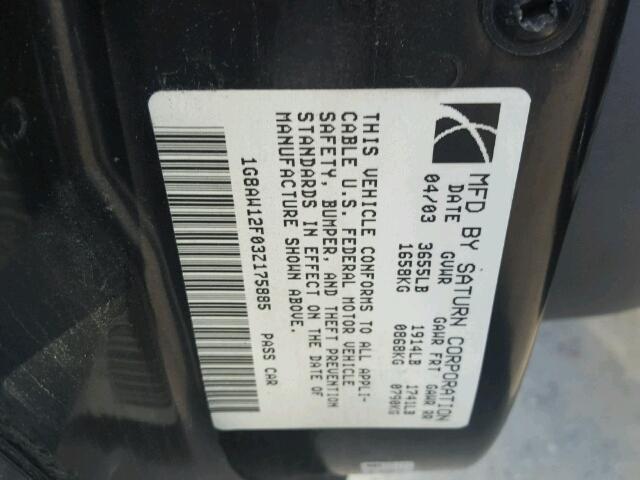 MFD BY SATURN CORPORATION
DATE GVWR GAWR FRT GAWR RR
04/03 3655LB 1914LB 1741LB
1658KG 0868KG 0790KG
THIS VEHICLE CONFORMS TO ALL APPLI-
CABLE U.S. FEDERAL MOTOR VEHICLE
SAFETY, BUMPER, AND THEFT PREVENTION
STANDARDS IN EFFECT ON THE DATE OF
MANUFACTURE SHOWN ABOVE.
1G8AW12F03Z175885 PASS CAR